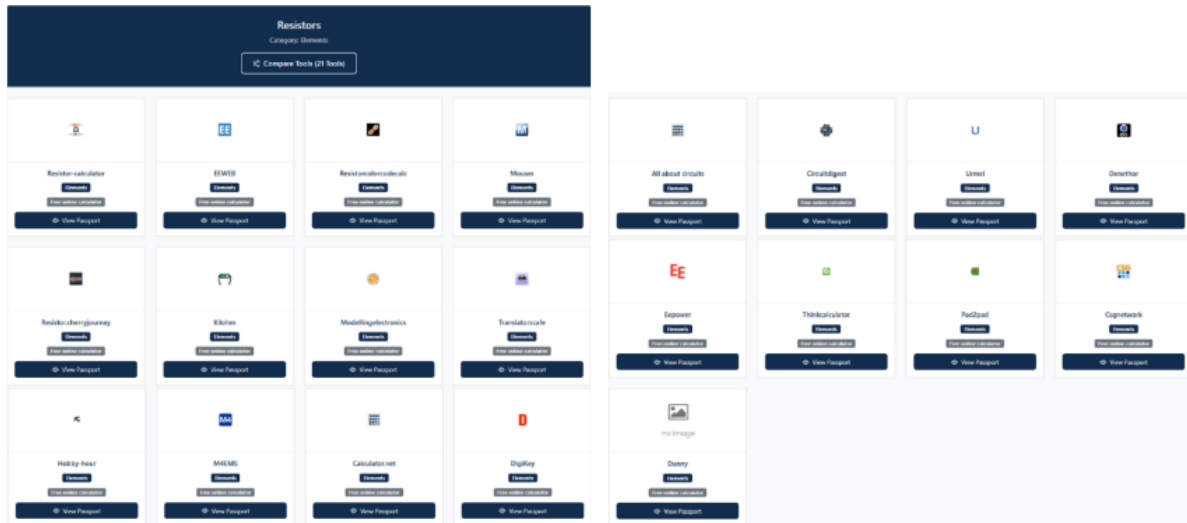 Resistors
Category: Elements
Compare Tools (21 Tools)
EE
M
Resistor-calculator
EEWEB
Resistorcolorcodecalc
Mouser
Elements
Elements
Elements
Elements
Free online calculator
Free online calculator
Free online calculator
Free online calculator
View Passport
View Passport
View Passport
View Passport
Resistor.cherryjourney
Kilohm
Modellingelectronics
Translatorscafe
Elements
Elements
Elements
Elements
Free online calculator
Free online calculator
Free online calculator
Free online calculator
View Passport
View Passport
View Passport
View Passport
M4
D
Hobby-hour
M4EMS
Calculator.net
DigiKey
Elements
Elements
Elements
Elements
Free online calculator
Free online calculator
Free online calculator
Free online calculator
View Passport
View Passport
View Passport
View Passport
U
All about circuits
Circuitdigest
Urmel
Denethor
Elements
Elements
Elements
Elements
Free online calculator
Free online calculator
Free online calculator
Free online calculator
View Passport
View Passport
View Passport
View Passport
EE
CSG
Eepower
Thinkcalculator
Pad2pad
Csgnetwork
Elements
Elements
Elements
Elements
Free online calculator
Free online calculator
Free online calculator
Free online calculator
View Passport
View Passport
View Passport
View Passport
no image
Danny
Elements
Free online calculator
View Passport